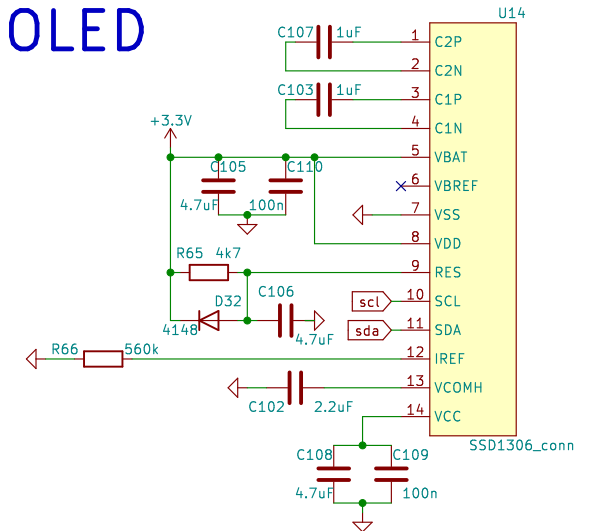 OLED
U14
C107 1uF
1 C2P
2 C2N
C103 1uF
3 C1P
4 C1N
+3.3V
5 VBAT
C105 C110
6 VBREF
4.7uF 100n
7 VSS
8 VDD
R65 4k7
9 RES
C106
D32
scl 10 SCL
4148
4.7uF
sda 11 SDA
R66 560k
12 IREF
13 VCOMH
C102 2.2uF
14 VCC
SSD1306_conn
C108 C109
4.7uF 100n